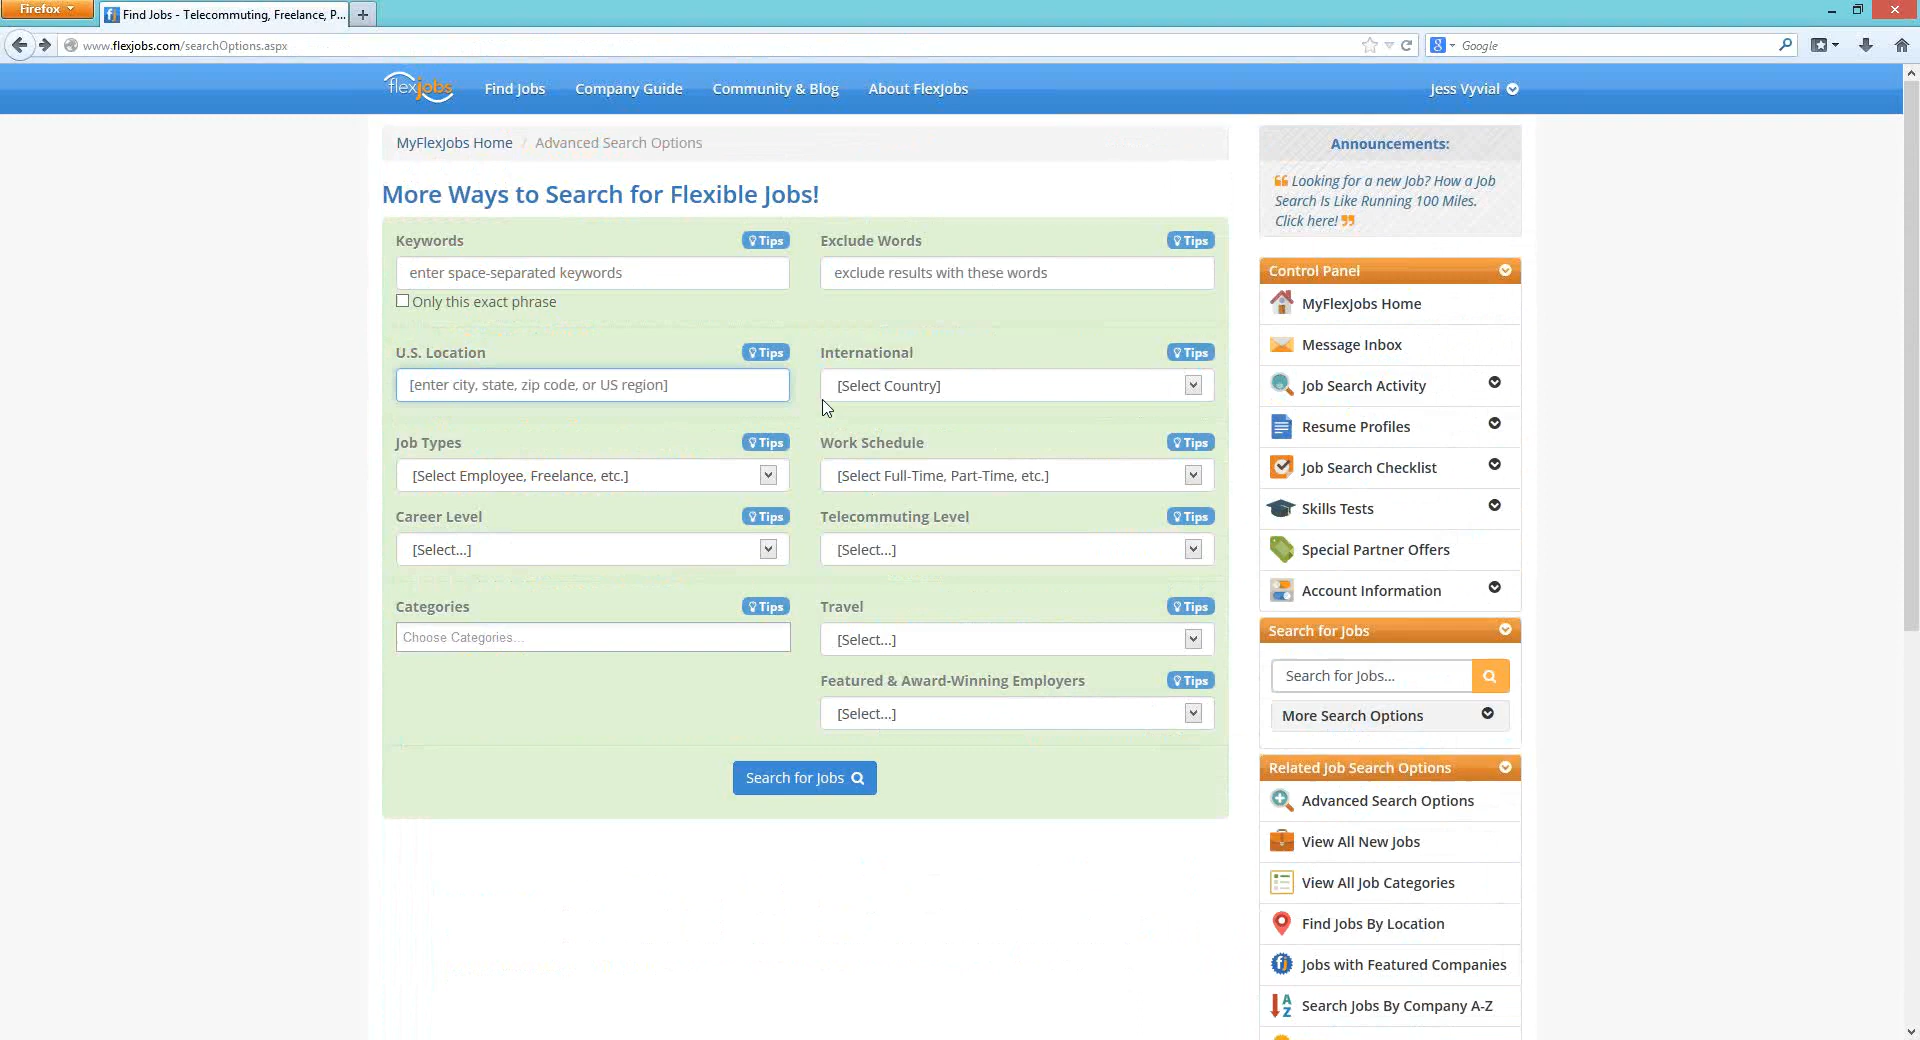 Firefox
Find Jobs - Telecommuting, Freelance, P...
www.flexjobs.com/searchOptions.aspx
Google
flexjobs
Find Jobs
Company Guide
Community & Blog
About FlexJobs
Jess Vyvial
MyFlexJobs Home / Advanced Search Options
More Ways to Search for Flexible Jobs!
Keywords
Tips
enter space-separated keywords
Only this exact phrase
Exclude Words
Tips
exclude results with these words
U.S. Location
Tips
[enter city, state, zip code, or US region]
International
Tips
[Select Country]
Job Types
Tips
[Select Employee, Freelance, etc.]
Work Schedule
Tips
[Select Full-Time, Part-Time, etc.]
Career Level
Tips
[Select...]
Telecommuting Level
Tips
[Select...]
Categories
Tips
Choose Categories...
Travel
Tips
[Select...]
Featured & Award-Winning Employers
Tips
[Select...]
Search for Jobs
Announcements:
Looking for a new Job? How a Job
Search Is Like Running 100 Miles.
Click here!
Control Panel
MyFlexJobs Home
Message Inbox
Job Search Activity
Resume Profiles
Job Search Checklist
Skills Tests
Special Partner Offers
Account Information
Search for Jobs
Search for Jobs...
More Search Options
Related Job Search Options
Advanced Search Options
View All New Jobs
View All Job Categories
Find Jobs By Location
Jobs with Featured Companies
Search Jobs By Company A-Z